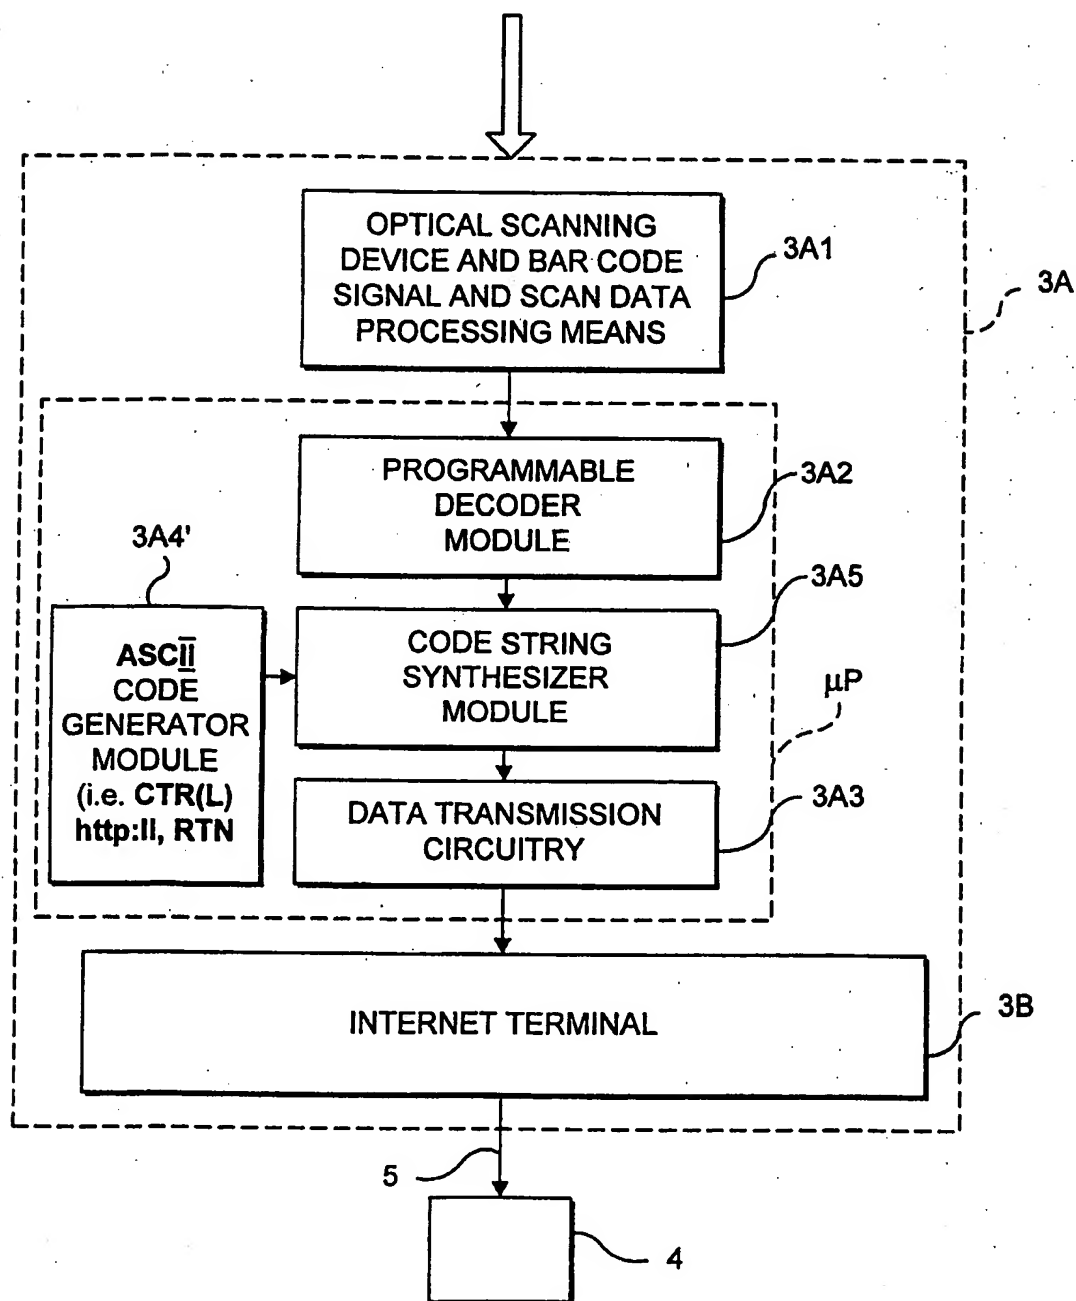 OPTICAL SCANNING
DEVICE AND BAR CODE
SIGNAL AND SCAN DATA
PROCESSING MEANS
3A1
3A
PROGRAMMABLE
DECODER
MODULE
3A2
3A4'
3A5
ASCII
CODE
GENERATOR
MODULE
(i.e. CTR(L)
http:II, RTN
CODE STRING
SYNTHESIZER
MODULE
μP
DATA TRANSMISSION
CIRCUITRY
3A3
INTERNET TERMINAL
3B
5
4